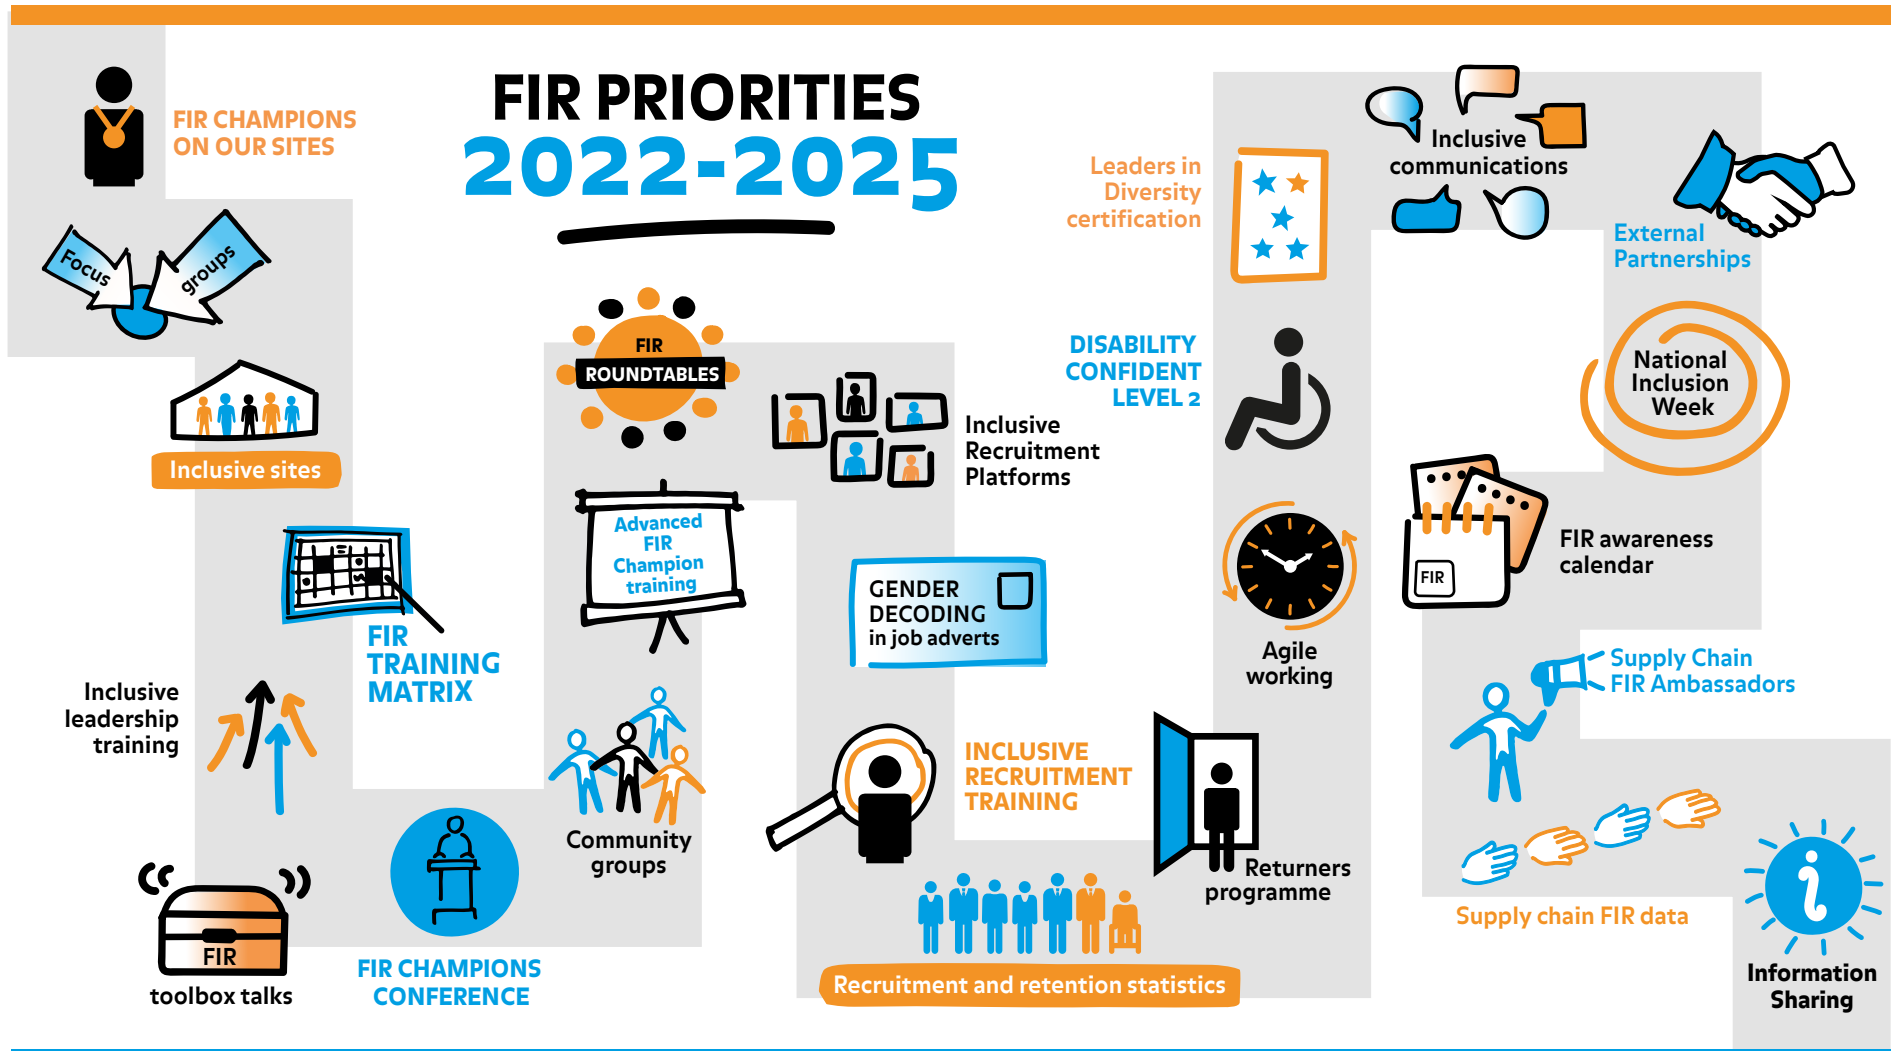 FIR PRIORITIES
2022-2025
FIR CHAMPIONS
ON OUR SITES
Focus
groups
Inclusive sites
FIR
TRAINING
MATRIX
Inclusive
leadership
training
FIR
toolbox talks
FIR CHAMPIONS
CONFERENCE
Community
groups
Advanced
FIR
Champion
training
FIR
ROUNDTABLES
Inclusive
Recruitment
Platforms
GENDER
DECODING
in job adverts
INCLUSIVE
RECRUITMENT
TRAINING
Recruitment and retention statistics
Returners
programme
Agile
working
DISABILITY
CONFIDENT
LEVEL 2
Leaders in
Diversity
certification
Inclusive
communications
External
Partnerships
National
Inclusion
Week
FIR
FIR awareness
calendar
Supply Chain
FIR Ambassadors
Supply chain FIR data
i
Information
Sharing